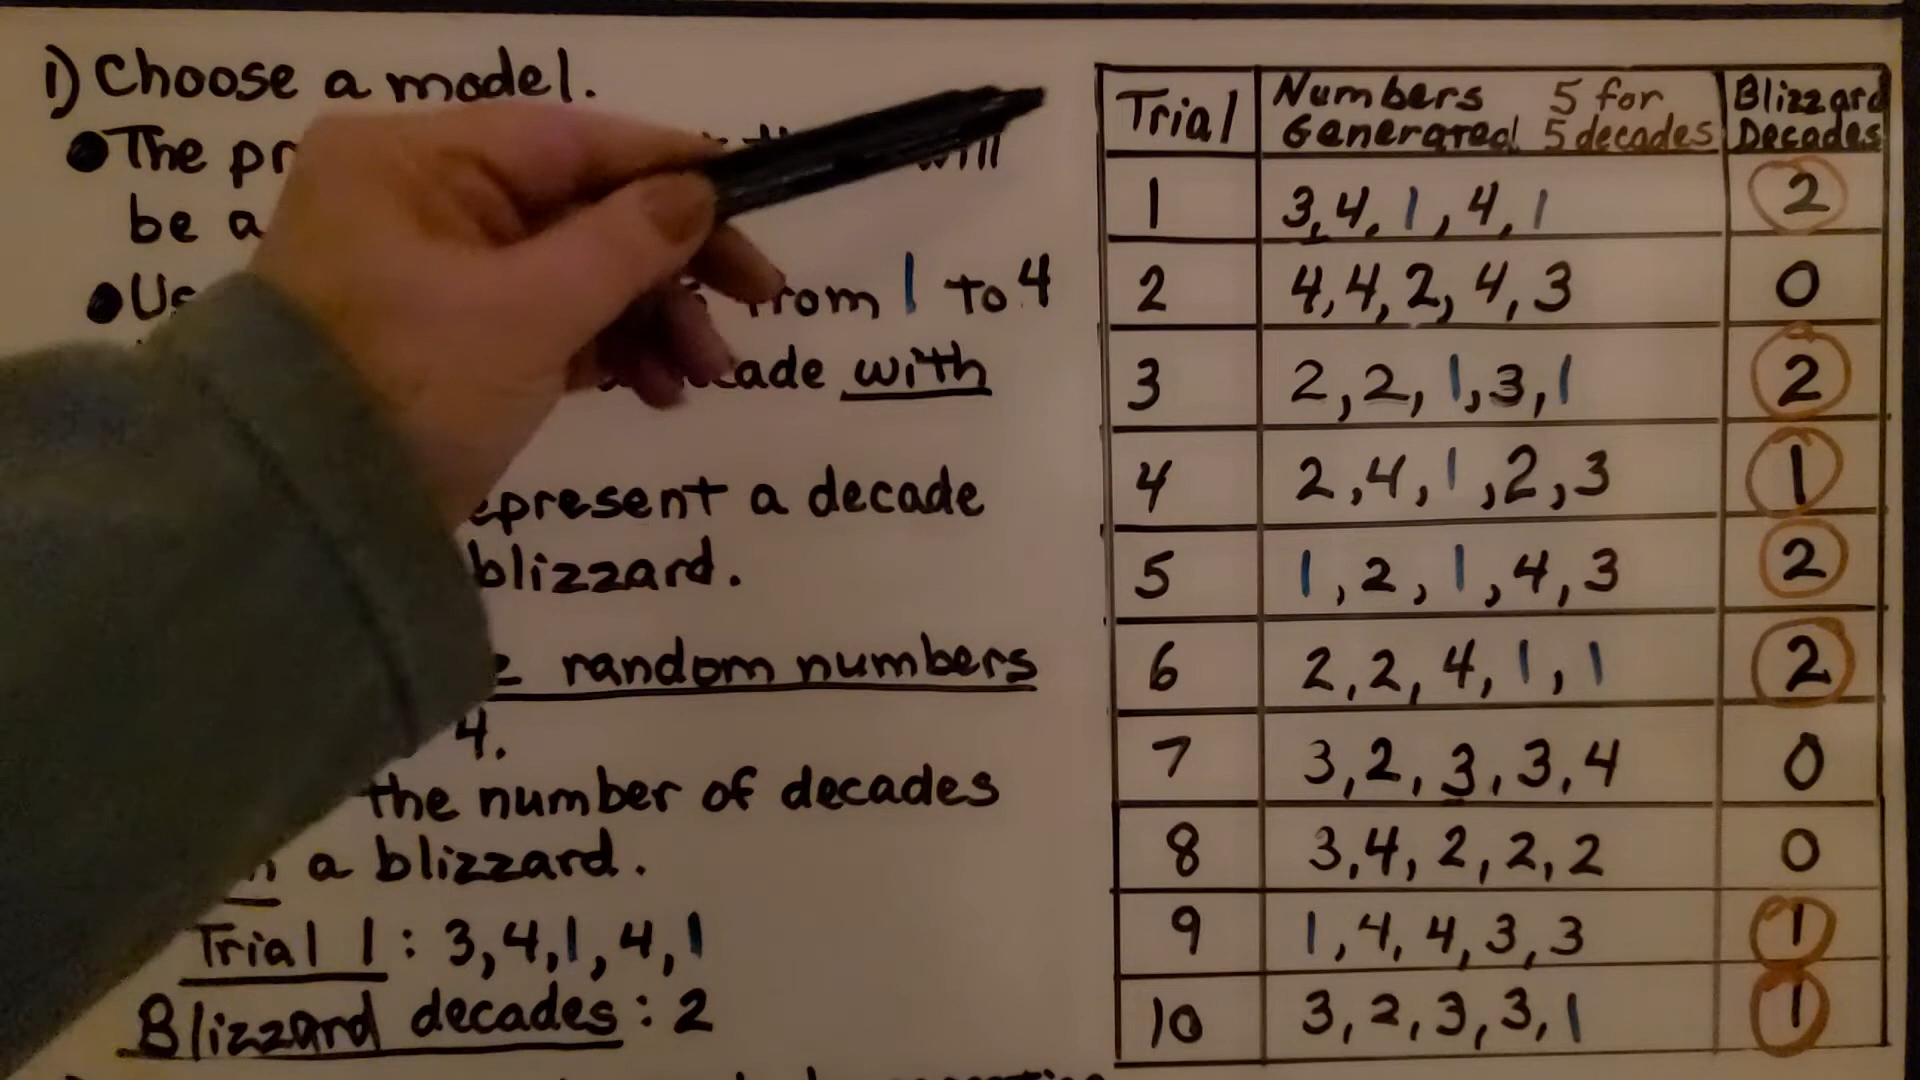 1) Choose a model.
The
be a
from 1 to 4
with
a decade
blizzard.
random numbers
4.
the number of decades
a blizzard.
Trial 1: 3,4,1,4,1
Blizzard decades: 2
Trial Numbers Generated 5 for 5 decades Blizzard Decades
1 3,4,1,4,1 2
2 4,4,2,4,3 0
3 2,2,1,3,1 2
4 2,4,1,2,3 1
5 1,2,1,4,3 2
6 2,2,4,1,1 2
7 3,2,3,3,4 0
8 3,4,2,2,2 0
9 1,4,4,3,3 1
10 3,2,3,3,1 1